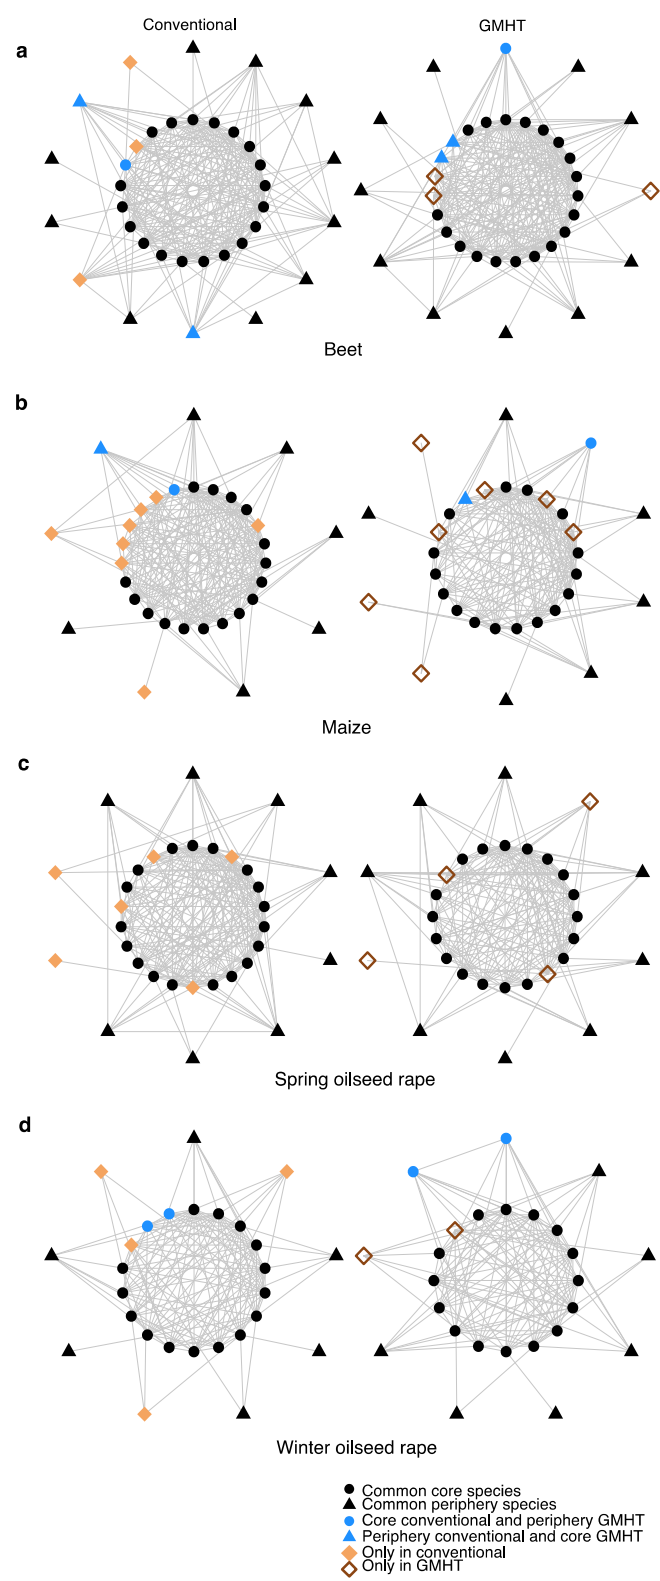 Conventional
GMHT
a
Beet
b
Maize
c
Spring oilseed rape
d
Winter oilseed rape
Common core species
Common periphery species
Core conventional and periphery GMHT
Periphery conventional and core GMHT
Only in conventional
Only in GMHT